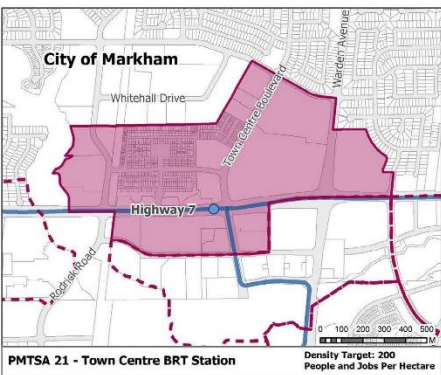 City of Markham
Warden Avenue
Whitehall Drive
Town Centre Boulevard
Highway 7
Rodick Road
0 100 200 300 400 500
M
PMTSA 21 - Town Centre BRT Station
Density Target: 200
People and Jobs Per Hectare